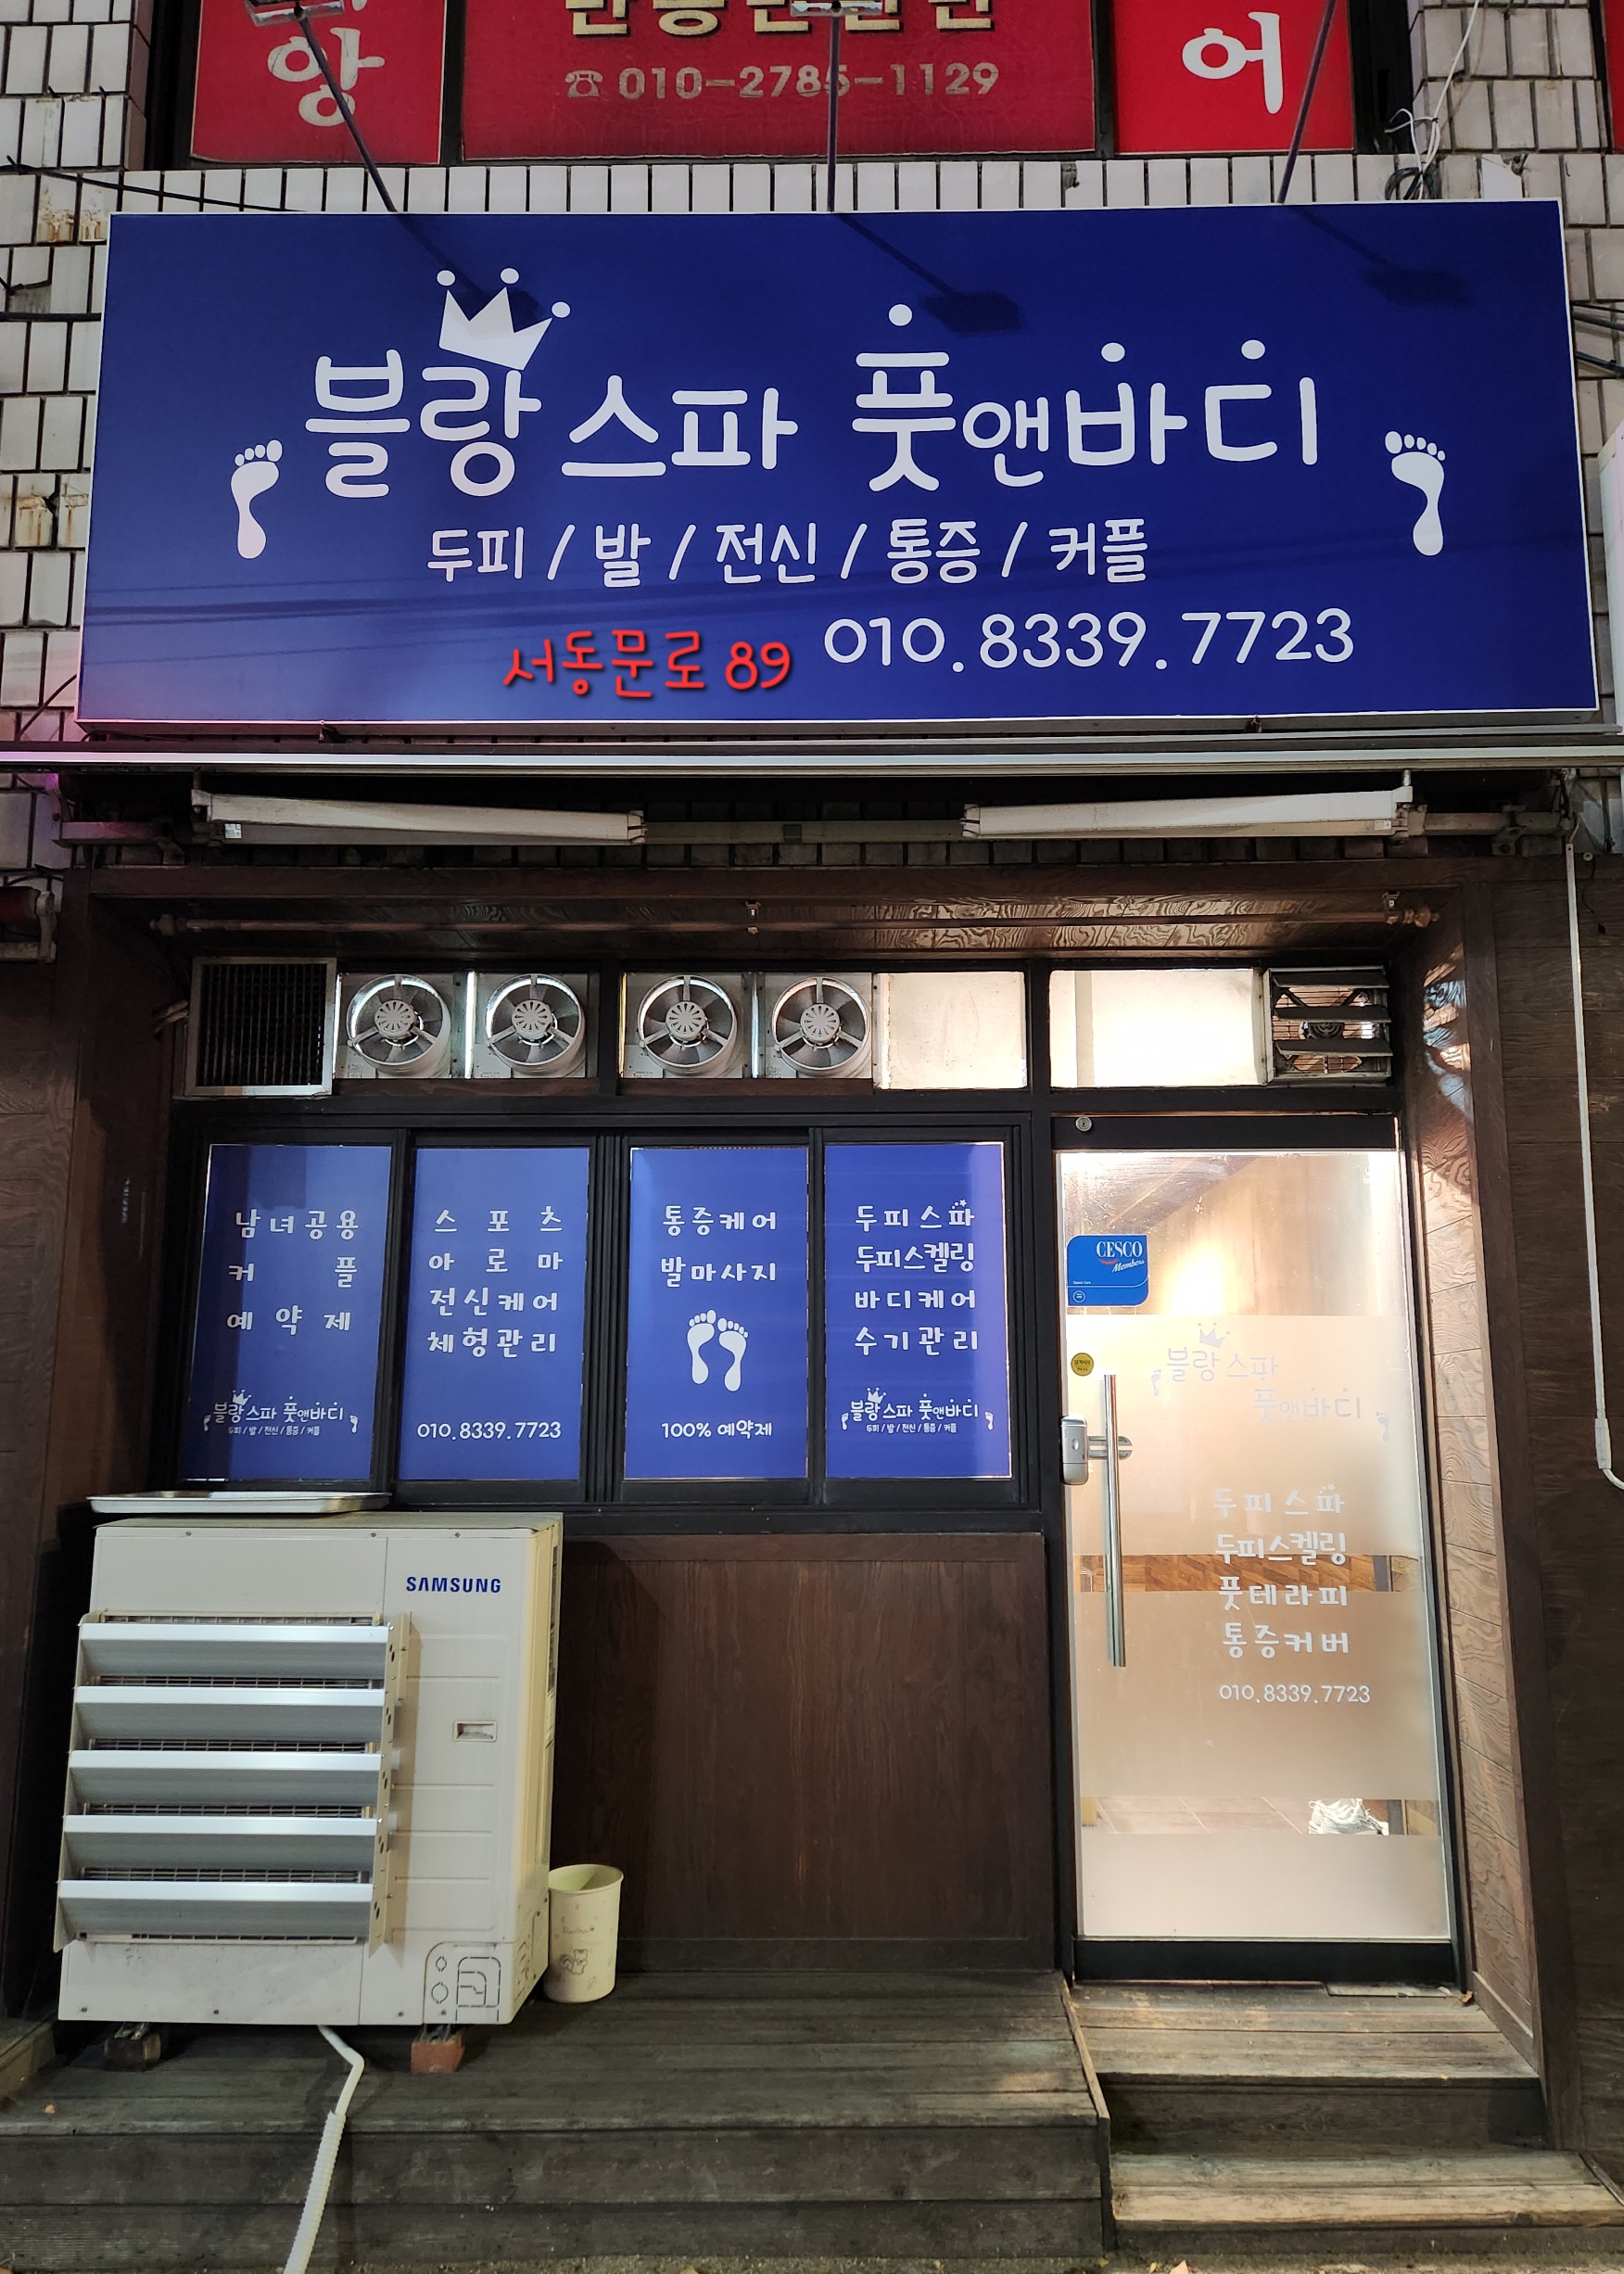 앙
☎010-2785-1129
어
블랑스파 풋앤바디
두피 / 발 / 전신 / 통증 / 커플
서동문로 89 010.8339.7723
남녀공용
커플
예약제
블랑스파 풋앤바디
두피 / 발 / 전신 / 통증 / 커플
스포츠
아로마
전신케어
체형관리
010.8339.7723
통증케어
발마사지
100% 예약제
두피스파
두피스켈링
바디케어
수기관리
블랑스파 풋앤바디
두피 / 발 / 전신 / 통증 / 커플
CESCO
Members
블랑스파
풋앤바디
두피스파
두피스켈링
풋테라피
통증커버
010.8339.7723
SAMSUNG